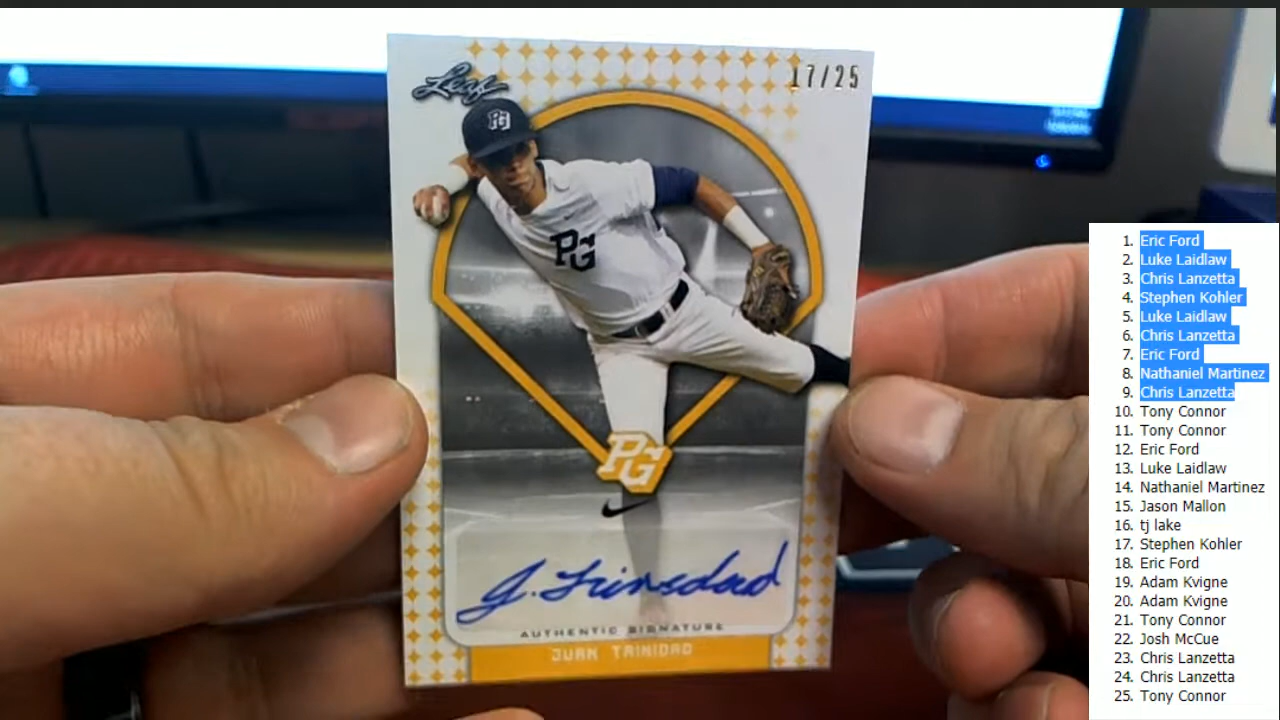 Leaf
17/25
PG
PG
PG
J. Trinidad
AUTHENTIC SIGNATURE
JUAN TRINIDAD
1. Eric Ford
2. Luke Laidlaw
3. Chris Lanzetta
4. Stephen Kohler
5. Luke Laidlaw
6. Chris Lanzetta
7. Eric Ford
8. Nathaniel Martinez
9. Chris Lanzetta
10. Tony Connor
11. Tony Connor
12. Eric Ford
13. Luke Laidlaw
14. Nathaniel Martinez
15. Jason Mallon
16. tj lake
17. Stephen Kohler
18. Eric Ford
19. Adam Kvigne
20. Adam Kvigne
21. Tony Connor
22. Josh McCue
23. Chris Lanzetta
24. Chris Lanzetta
25. Tony Connor